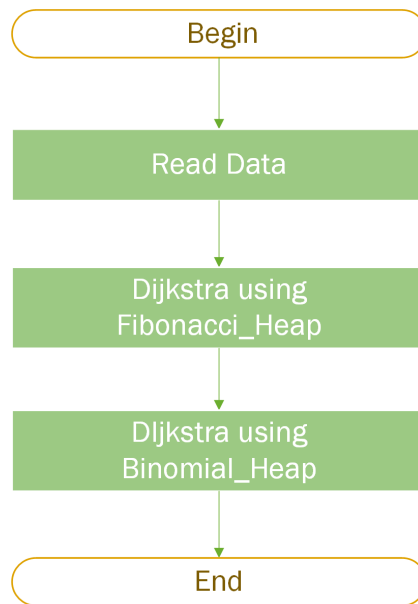 Begin
Read Data
Dijkstra using
Fibonacci_Heap
DIjkstra using
Binomial_Heap
End